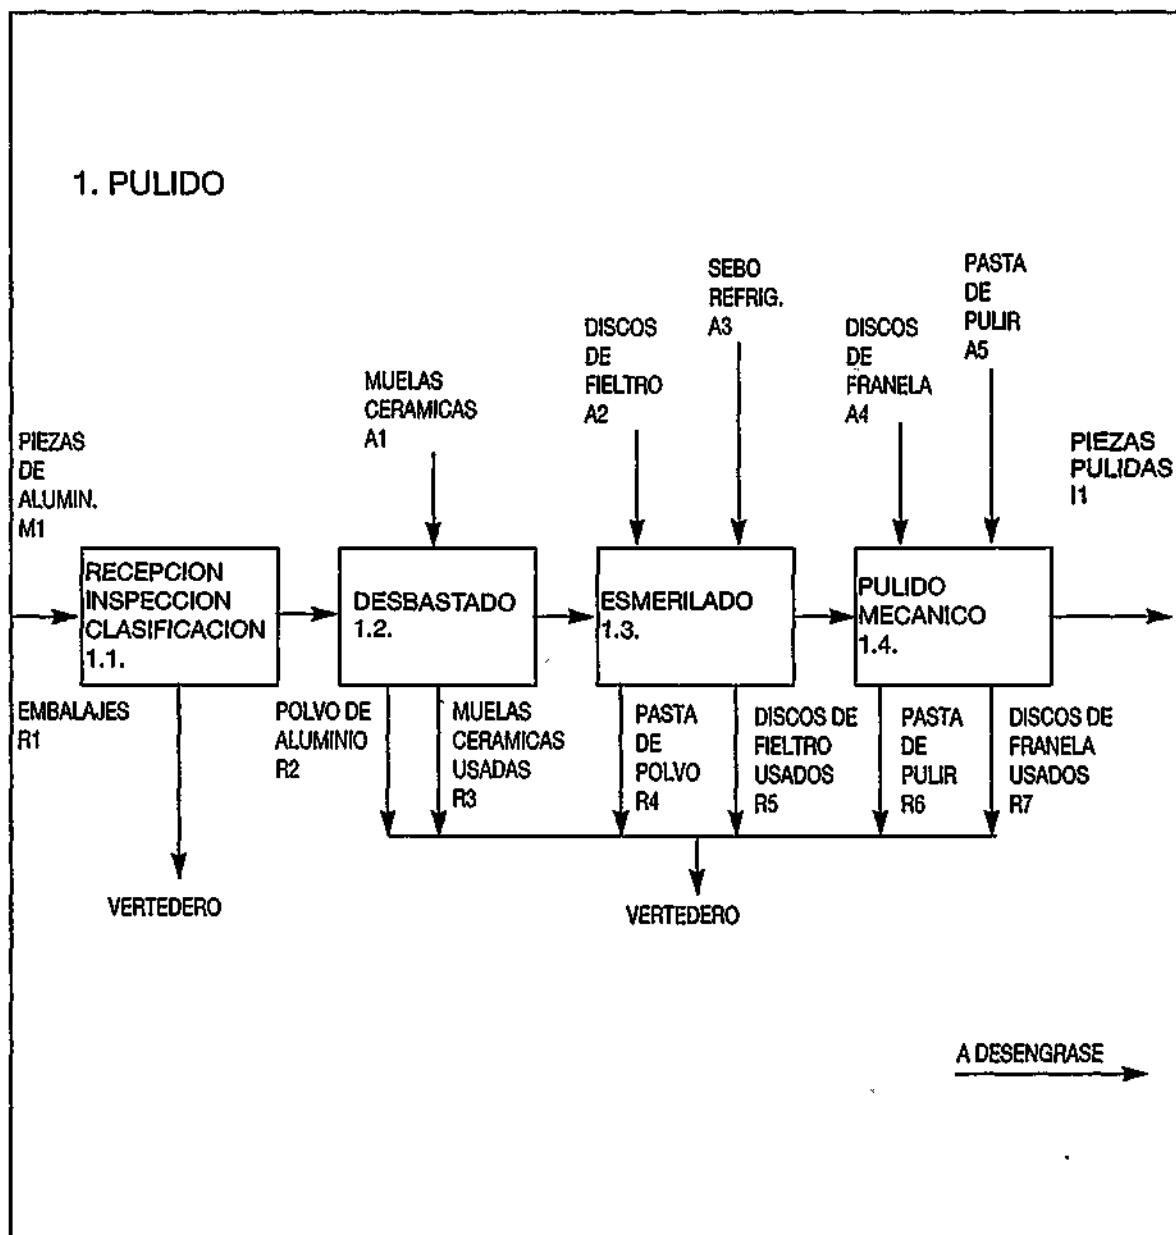 1. PULIDO
SEBO
REFRIG.
A3
PASTA
DE
PULIR
A5
DISCOS
DE
FIELTRO
A2
DISCOS
DE
FRANELA
A4
MUELAS
CERAMICAS
A1
PIEZAS
DE
ALUMIN.
M1
PIEZAS
PULIDAS
I1
RECEPCION
INSPECCION
CLASIFICACION
1.1.
DESBASTADO
1.2.
ESMERILADO
1.3.
PULIDO
MECANICO
1.4.
EMBALAJES
R1
POLVO DE
ALUMINIO
R2
MUELAS
CERAMICAS
USADAS
R3
PASTA
DE
POLVO
R4
DISCOS DE
FIELTRO
USADOS
R5
PASTA
DE
PULIR
R6
DISCOS DE
FRANELA
USADOS
R7
VERTEDERO
VERTEDERO
A DESENGRASE